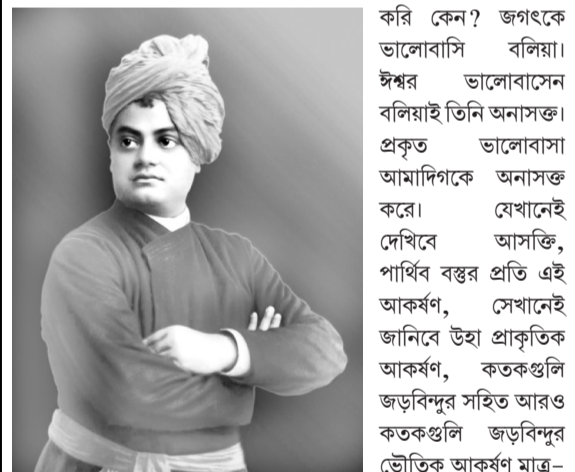 করি কেন? জগৎকে
ভালোবাসি বলিয়া।
ঈশ্বর ভালোবাসেন
বলিয়াই তিনি অনাসক্ত।
প্রকৃত ভালোবাসা
আমাদিগকে অনাসক্ত
করে। যেখানেই
দেখিবে আসক্তি,
পার্থিব বস্তুর প্রতি এই
আকর্ষণ, সেখানেই
জানিবে উহা প্রাকৃতিক
আকর্ষণ, কতকগুলি
জড়বিন্দুর সহিত আরও
কতকগুলি জড়বিন্দুর
ভৌতিক আকর্ষণ মাত্র–